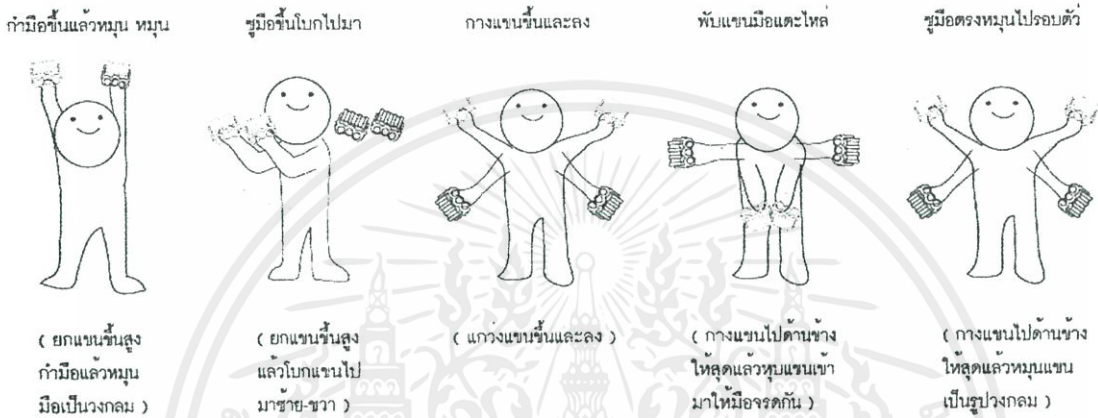 กำมือขึ้นแล้วหมุน หมุน
ชูมือขึ้นโบกไปมา
กางแขนขึ้นและลง
พับแขนมือแตะไหล่
ชูมือตรงหมุนไปรอบตัว
( ยกแขนขึ้นสูง
กำมือแล้วหมุน
มือเป็นวงกลม )
( ยกแขนขึ้นสูง
แล้วโบกแขนไป
มาซ้าย-ขวา )
( แกว่งแขนขึ้นและลง )
( กางแขนไปด้านข้าง
ให้สุดแล้วหุบแขนเข้า
มาให้มือจรดกัน )
( กางแขนไปด้านข้าง
ให้สุดแล้วหมุนแขน
เป็นรูปวงกลม )